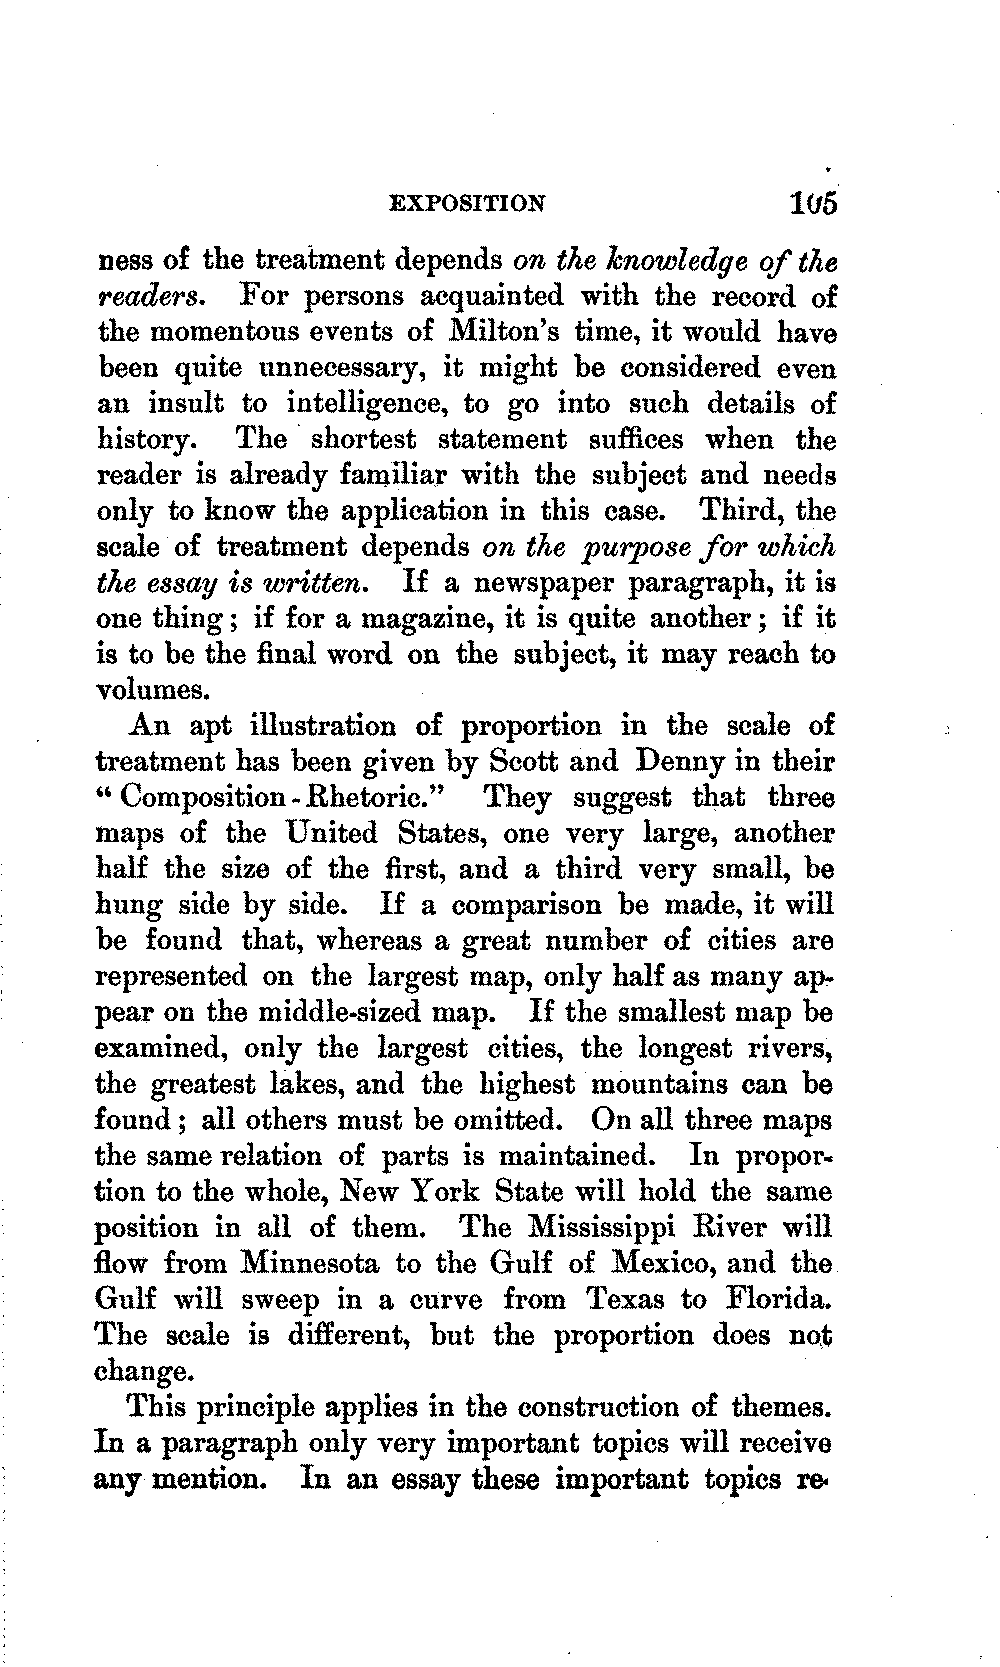 EXPOSITION 105
ness of the treatment depends on the knowledge of the
readers. For persons acquainted with the record of
the momentous events of Milton's time, it would have
been quite unnecessary, it might be considered even
an insult to intelligence, to go into such details of
history. The shortest statement suffices when the
reader is already familiar with the subject and needs
only to know the application in this case. Third, the
scale of treatment depends on the purpose for which
the essay is written. If a newspaper paragraph, it is
one thing; if for a magazine, it is quite another; if it
is to be the final word on the subject, it may reach to
volumes.
An apt illustration of proportion in the scale of
treatment has been given by Scott and Denny in their
“Composition-Rhetoric.” They suggest that three
maps of the United States, one very large, another
half the size of the first, and a third very small, be
hung side by side. If a comparison be made, it will
be found that, whereas a great number of cities are
represented on the largest map, only half as many ap-
pear on the middle-sized map. If the smallest map be
examined, only the largest cities, the longest rivers,
the greatest lakes, and the highest mountains can be
found; all others must be omitted. On all three maps
the same relation of parts is maintained. In propor-
tion to the whole, New York State will hold the same
position in all of them. The Mississippi River will
flow from Minnesota to the Gulf of Mexico, and the
Gulf will sweep in a curve from Texas to Florida.
The scale is different, but the proportion does not
change.
This principle applies in the construction of themes.
In a paragraph only very important topics will receive
any mention. In an essay these important topics re-